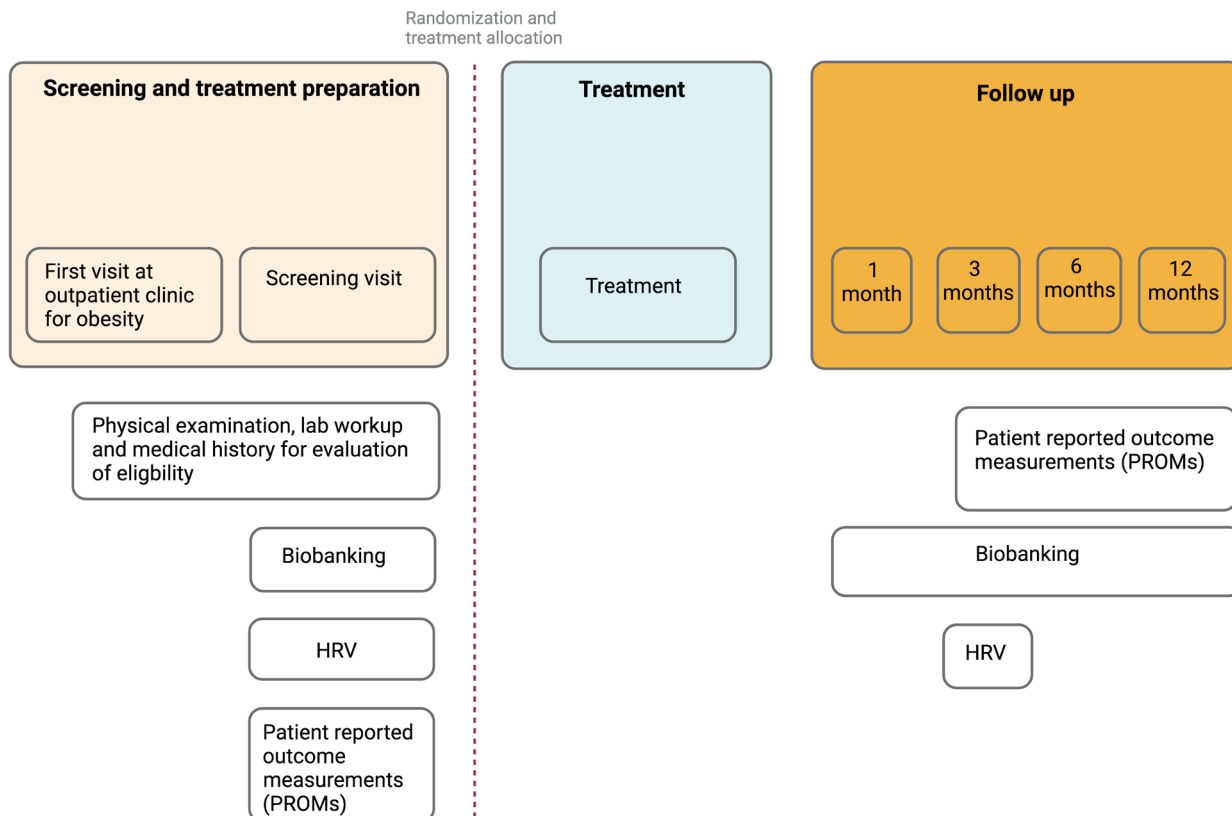 Randomization and
treatment allocation
Screening and treatment preparation
Treatment
Follow up
First visit at
outpatient clinic
for obesity
Screening visit
Treatment
1
month
3
months
6
months
12
months
Physical examination, lab workup
and medical history for evaluation
of eligbility
Patient reported outcome
measurements (PROMs)
Biobanking
Biobanking
HRV
HRV
Patient reported
outcome
measurements
(PROMs)